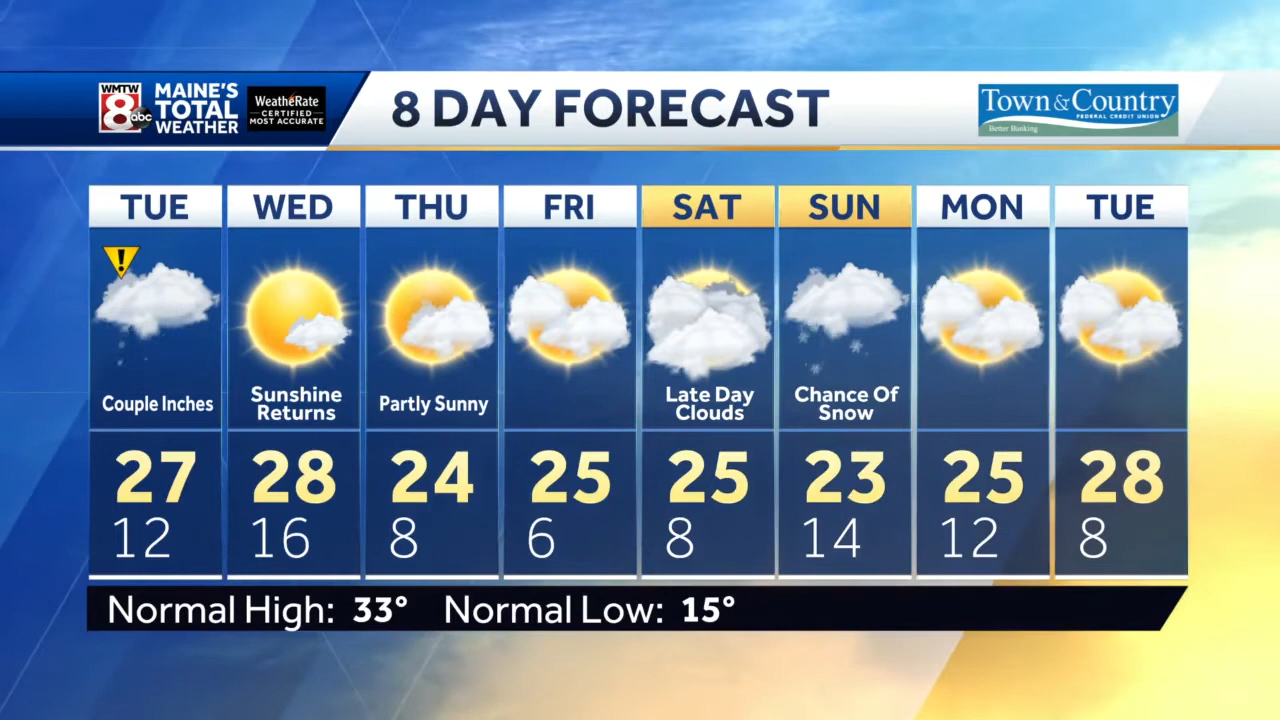 WMTW
8
abc
MAINE'S
TOTAL
WEATHER
WeatheRate
CERTIFIED
MOST ACCURATE
8 DAY FORECAST
Town & Country
FEDERAL CREDIT UNION
Better Banking
TUE WED THU FRI SAT SUN MON TUE
!
Couple Inches
Sunshine
Returns
Partly Sunny
Late Day
Clouds
Chance Of
Snow
27 28 24 25 25 23 25 28
12 16 8 6 8 14 12 8
Normal High: 33° Normal Low: 15°